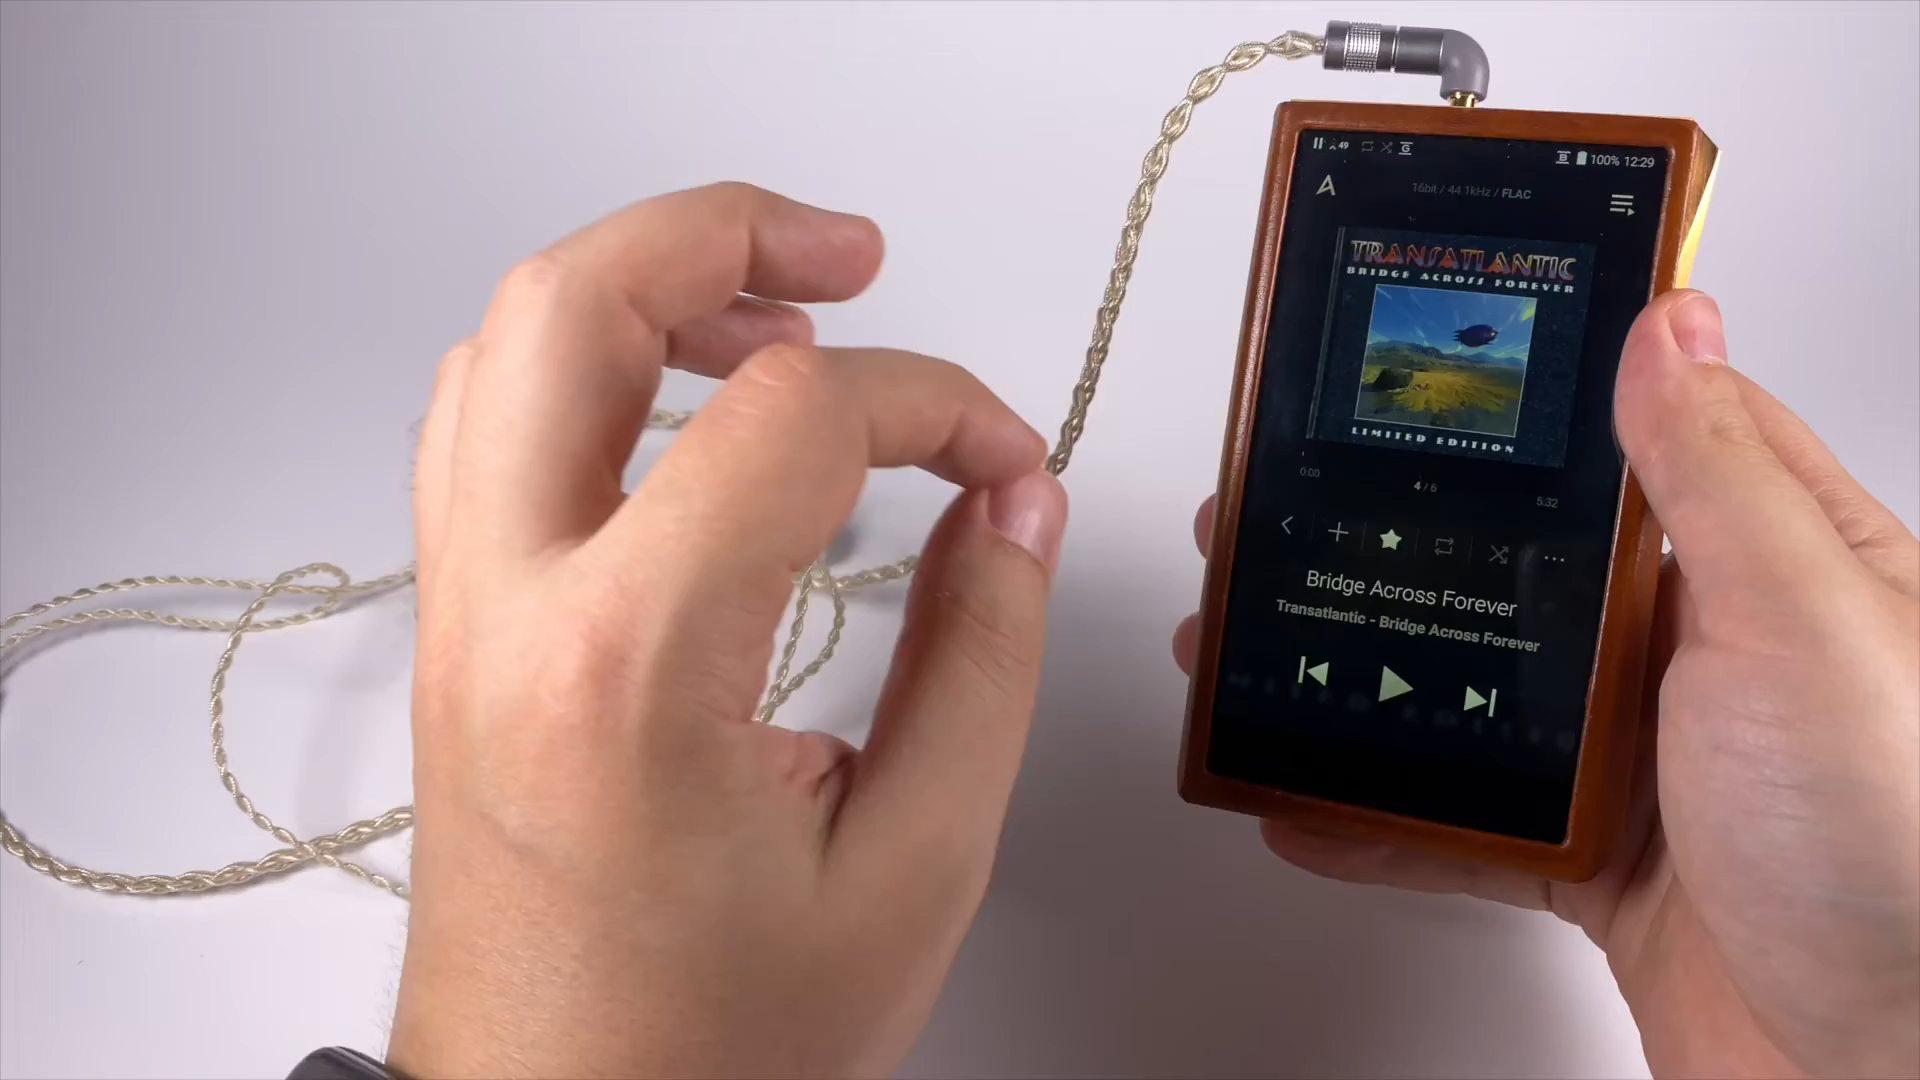 49
G
B
100% 12:29
16bit / 44.1kHz / FLAC
TRANSATLANTIC
BRIDGE ACROSS FOREVER
LIMITED EDITION
0:00
4 / 6
5:32
Bridge Across Forever
Transatlantic - Bridge Across Forever